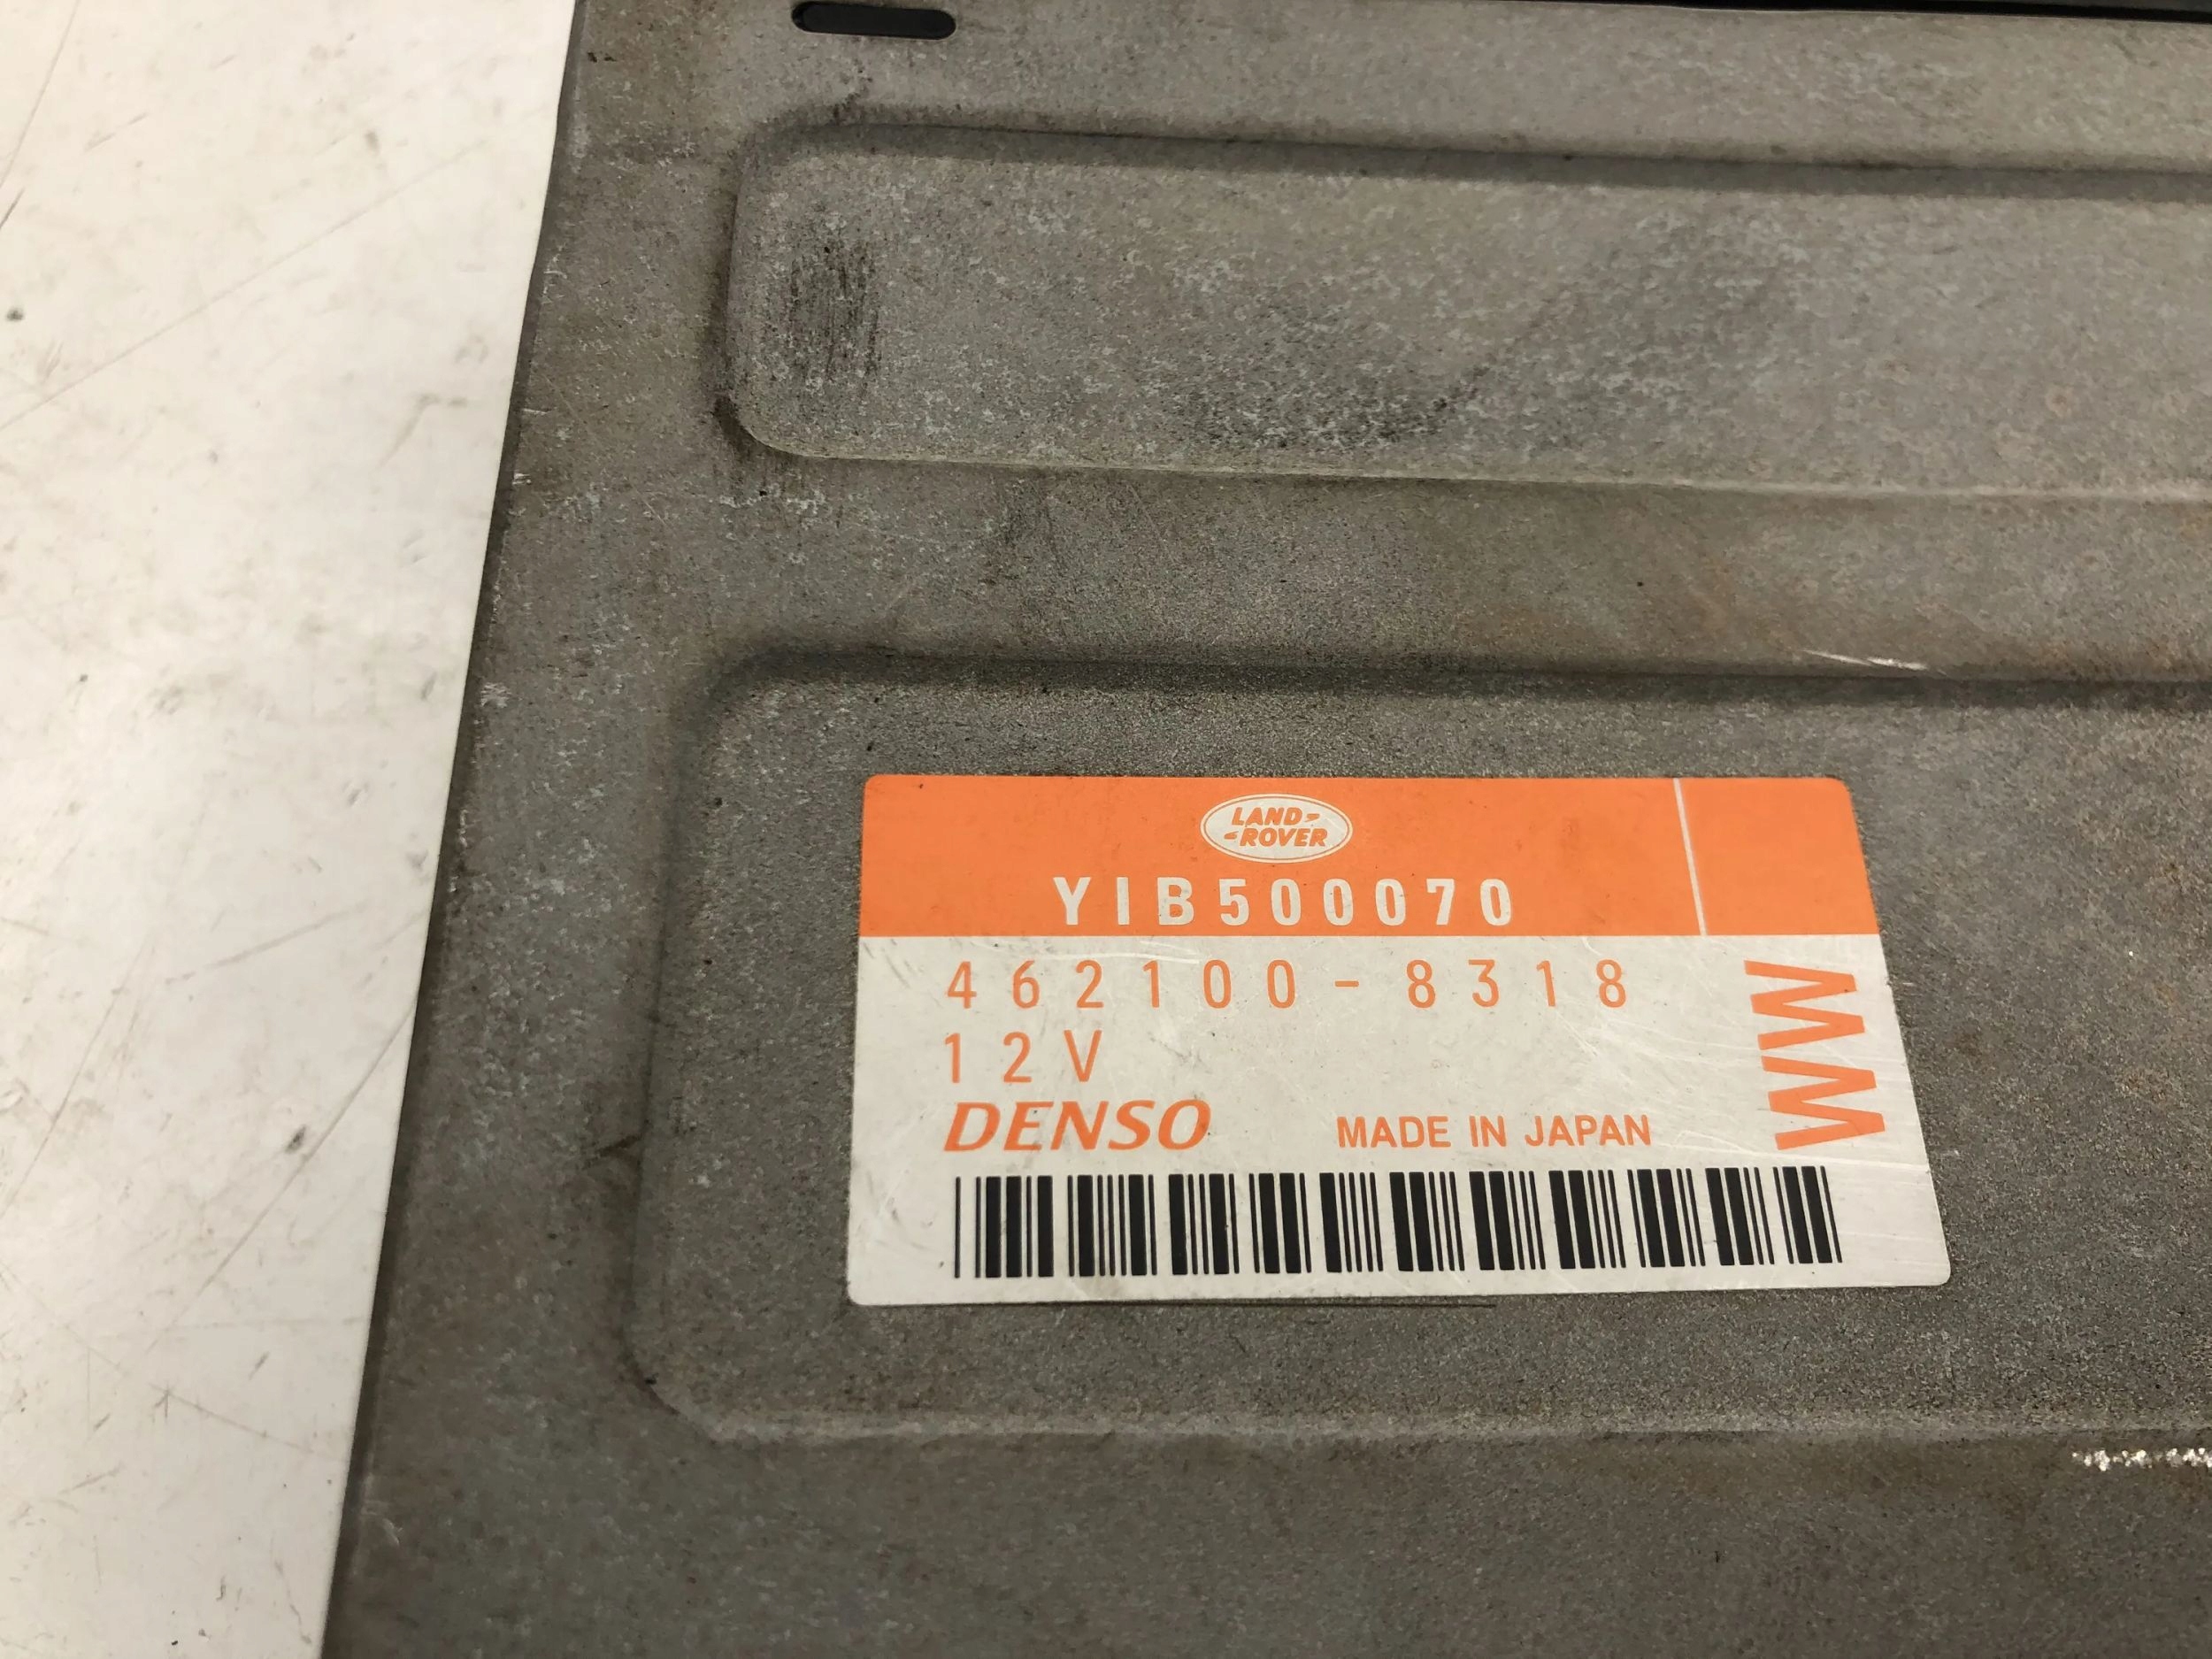 LAND-
-ROVER
YIB500070
462100-8318
12V
DENSO MADE IN JAPAN
WW